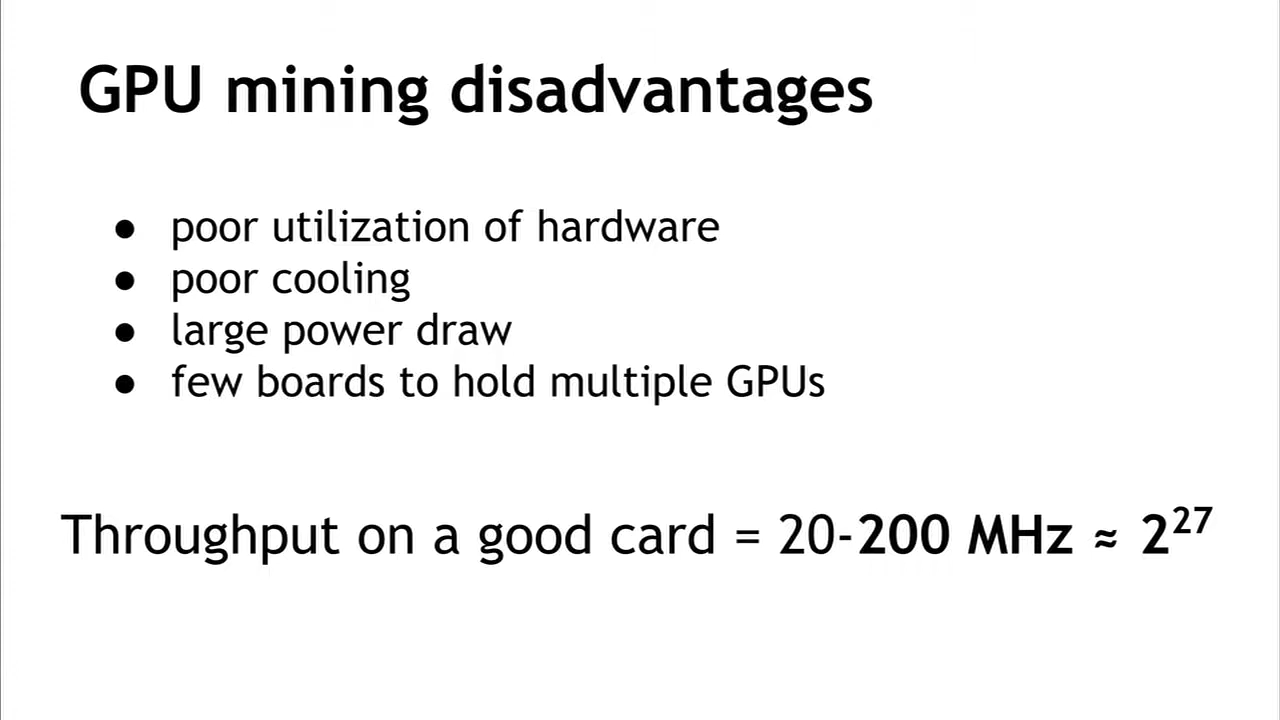 GPU mining disadvantages
● poor utilization of hardware
● poor cooling
● large power draw
● few boards to hold multiple GPUs
Throughput on a good card = 20-200 MHz ≈ 2²⁷